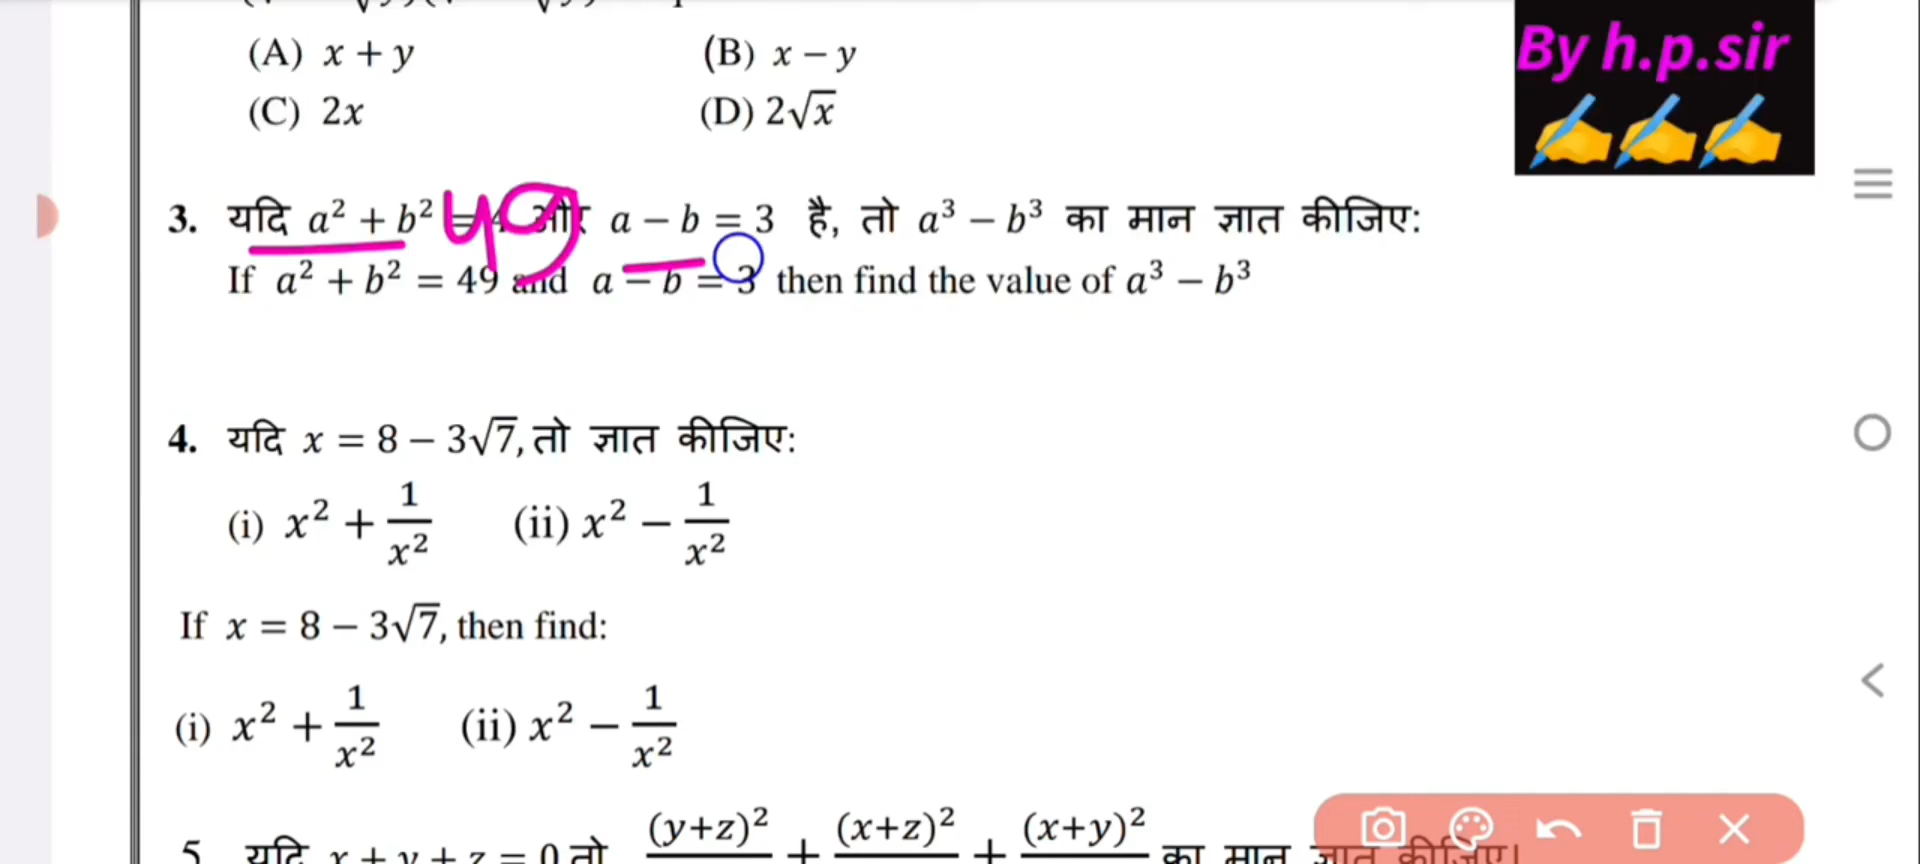 (A) x + y (B) x − y
(C) 2x (D) 2√x
By h.p.sir
3. यदि a² + b² = 49 और a − b = 3 है, तो a³ − b³ का मान ज्ञात कीजिए:
If a² + b² = 49 and a − b = 3 then find the value of a³ − b³
4. यदि x = 8 − 3√7, तो ज्ञात कीजिए:
(i) x² + 1/x² (ii) x² − 1/x²
If x = 8 − 3√7, then find:
(i) x² + 1/x² (ii) x² − 1/x²
5. यदि x + y + z = 0 तो (y+z)² + (x+z)² + (x+y)² का मान ज्ञात कीजिए।